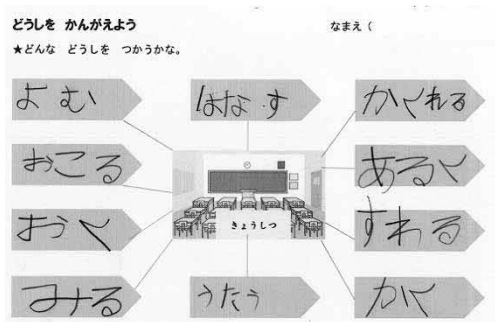 どうしを かんがえよう
なまえ（
★どんな どうしを つかうかな。
よむ
はなす
かくれる
おこる
あるく
きょうしつ
おく
すわる
みる
うたう
かく